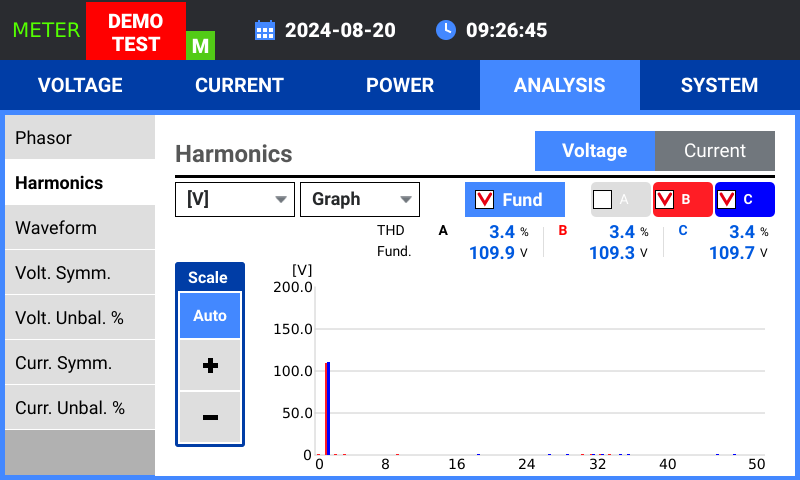 METER DEMO TEST M 2024-08-20 09:26:45
VOLTAGE CURRENT POWER ANALYSIS SYSTEM
Phasor
Harmonics
Waveform
Volt. Symm.
Volt. Unbal. %
Curr. Symm.
Curr. Unbal. %
Harmonics Voltage Current
[V] Graph Fund A B C
THD A 3.4 % B 3.4 % C 3.4 %
Fund. 109.9 V 109.3 V 109.7 V
Scale
Auto
+
−
[V]
200.0
150.0
100.0
50.0
0
0 8 16 24 32 40 50